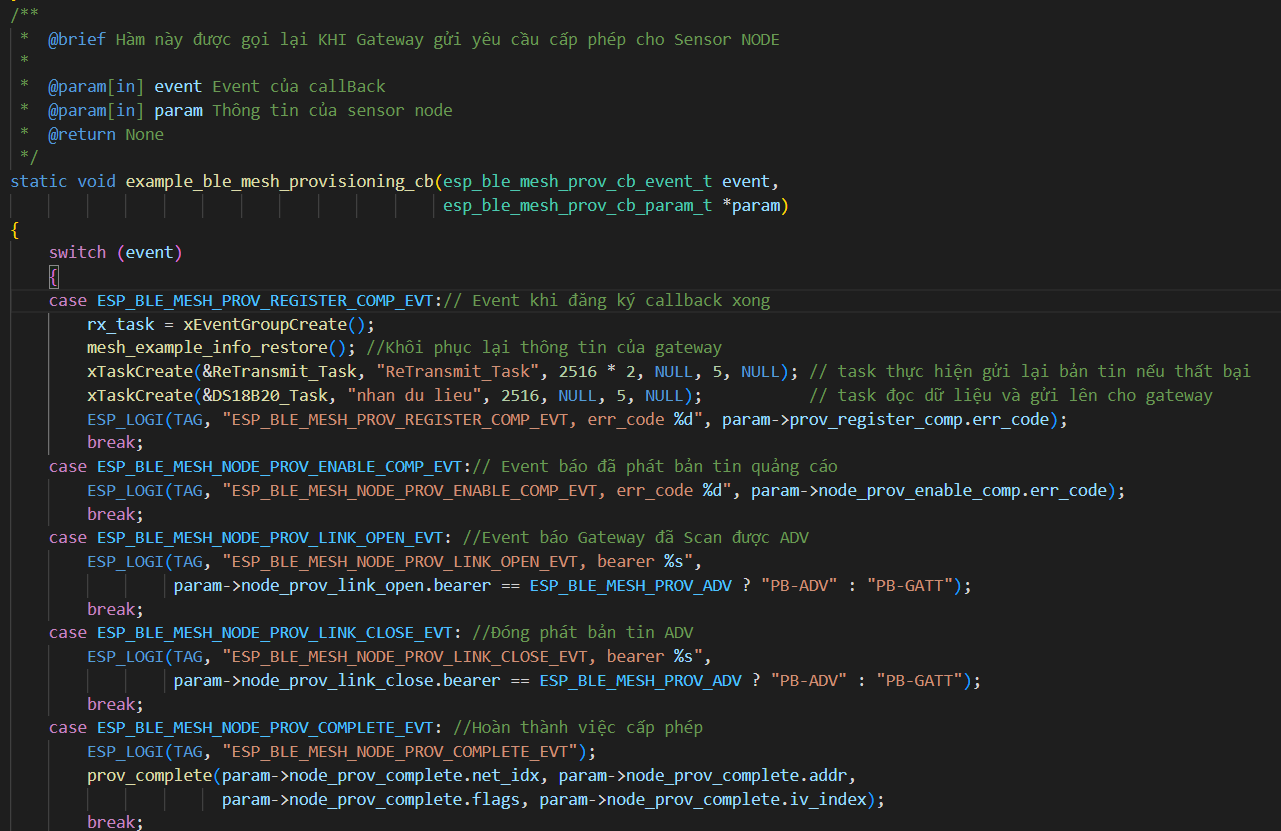 /**
 *  @brief Hàm này được gọi lại KHI Gateway gửi yêu cầu cấp phép cho Sensor NODE
 *
 *  @param[in] event Event của callBack
 *  @param[in] param Thông tin của sensor node
 *  @return None
 */
static void example_ble_mesh_provisioning_cb(esp_ble_mesh_prov_cb_event_t event,
                                             esp_ble_mesh_prov_cb_param_t *param)
{
    switch (event)
    {
    case ESP_BLE_MESH_PROV_REGISTER_COMP_EVT:// Event khi đăng ký callback xong
        rx_task = xEventGroupCreate();
        mesh_example_info_restore(); //Khôi phục lại thông tin của gateway
        xTaskCreate(&ReTransmit_Task, "ReTransmit_Task", 2516 * 2, NULL, 5, NULL); // task thực hiện gửi lại bản tin nếu thất bại
        xTaskCreate(&DS18B20_Task, "nhan du lieu", 2516, NULL, 5, NULL);           // task đọc dữ liệu và gửi lên cho gateway
        ESP_LOGI(TAG, "ESP_BLE_MESH_PROV_REGISTER_COMP_EVT, err_code %d", param->prov_register_comp.err_code);
        break;
    case ESP_BLE_MESH_NODE_PROV_ENABLE_COMP_EVT:// Event báo đã phát bản tin quảng cáo
        ESP_LOGI(TAG, "ESP_BLE_MESH_NODE_PROV_ENABLE_COMP_EVT, err_code %d", param->node_prov_enable_comp.err_code);
        break;
    case ESP_BLE_MESH_NODE_PROV_LINK_OPEN_EVT: //Event báo Gateway đã Scan được ADV
        ESP_LOGI(TAG, "ESP_BLE_MESH_NODE_PROV_LINK_OPEN_EVT, bearer %s",
                 param->node_prov_link_open.bearer == ESP_BLE_MESH_PROV_ADV ? "PB-ADV" : "PB-GATT");
        break;
    case ESP_BLE_MESH_NODE_PROV_LINK_CLOSE_EVT: //Đóng phát bản tin ADV
        ESP_LOGI(TAG, "ESP_BLE_MESH_NODE_PROV_LINK_CLOSE_EVT, bearer %s",
                 param->node_prov_link_close.bearer == ESP_BLE_MESH_PROV_ADV ? "PB-ADV" : "PB-GATT");
        break;
    case ESP_BLE_MESH_NODE_PROV_COMPLETE_EVT: //Hoàn thành việc cấp phép
        ESP_LOGI(TAG, "ESP_BLE_MESH_NODE_PROV_COMPLETE_EVT");
        prov_complete(param->node_prov_complete.net_idx, param->node_prov_complete.addr,
                      param->node_prov_complete.flags, param->node_prov_complete.iv_index);
        break;